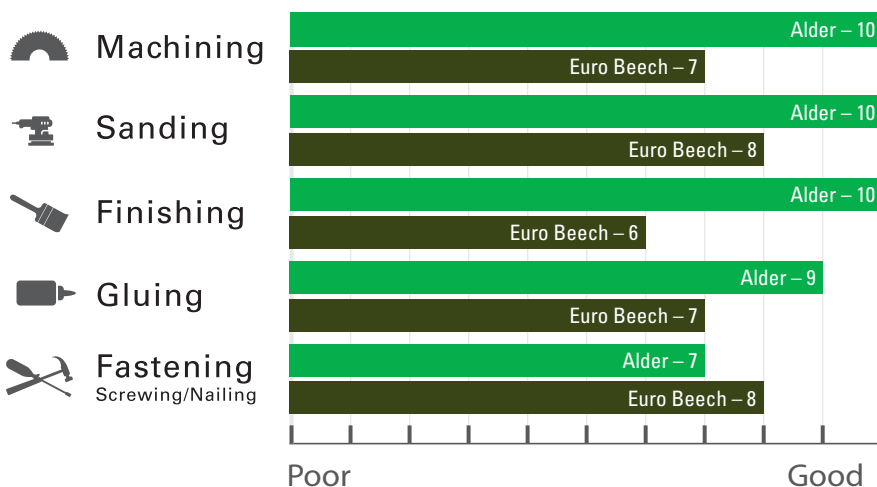 Machining
Alder – 10
Euro Beech – 7
Sanding
Alder – 10
Euro Beech – 8
Finishing
Alder – 10
Euro Beech – 6
Gluing
Alder – 9
Euro Beech – 7
Fastening
Screwing/Nailing
Alder – 7
Euro Beech – 8
Poor Good